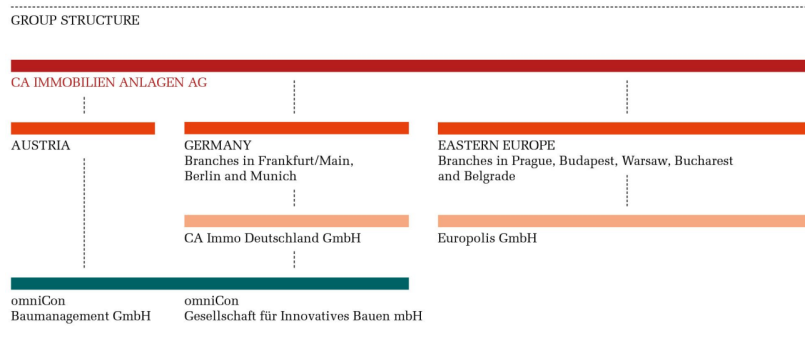 GROUP STRUCTURE
CA IMMOBILIEN ANLAGEN AG
AUSTRIA
GERMANY
Branches in Frankfurt/Main,
Berlin and Munich
EASTERN EUROPE
Branches in Prague, Budapest, Warsaw, Bucharest
and Belgrade
CA Immo Deutschland GmbH
Europolis GmbH
omniCon
Baumanagement GmbH
omniCon
Gesellschaft für Innovatives Bauen mbH